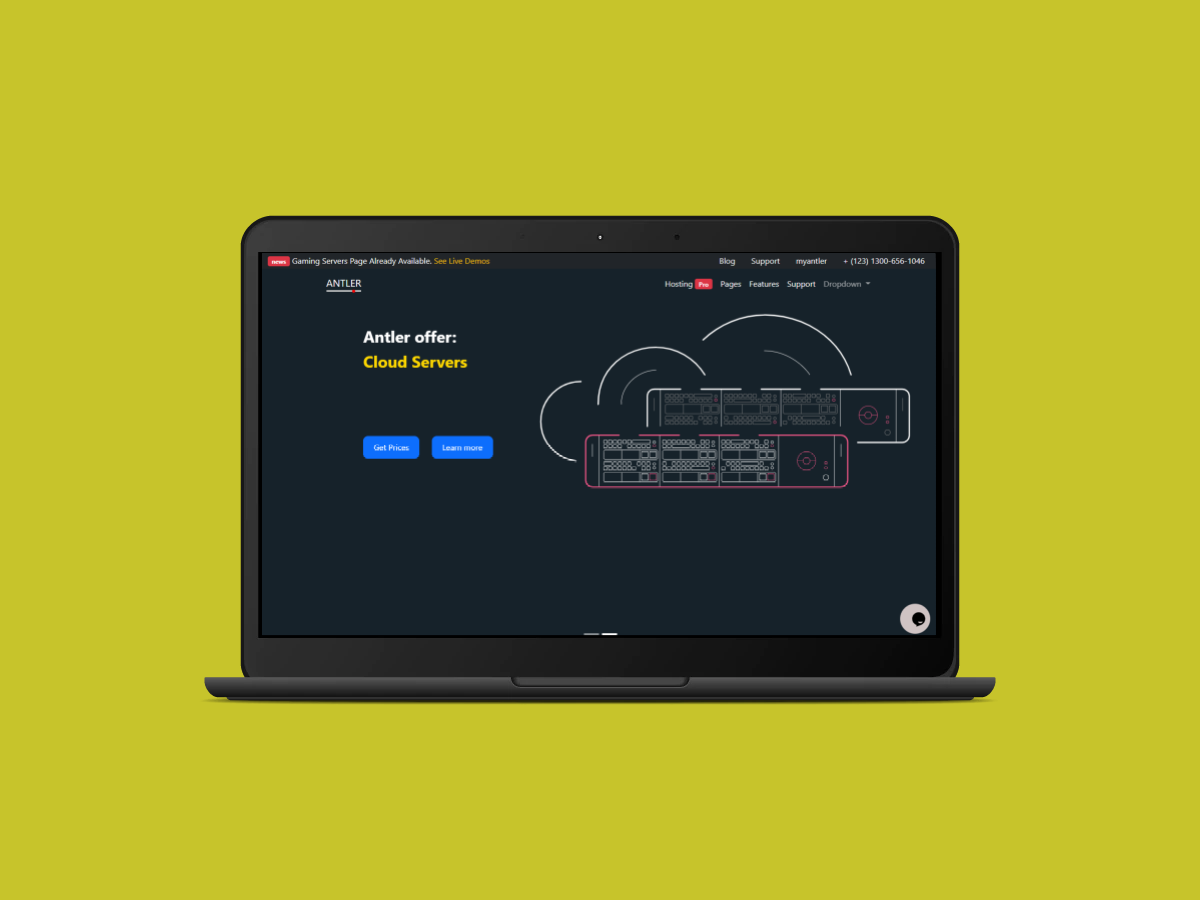 news Gaming Servers Page Already Available. See Live Demos
Blog Support myantler + (123) 1300-656-1046
ANTLER
Hosting Pro Pages Features Support Dropdown
Antler offer:
Cloud Servers
Get Prices Learn more